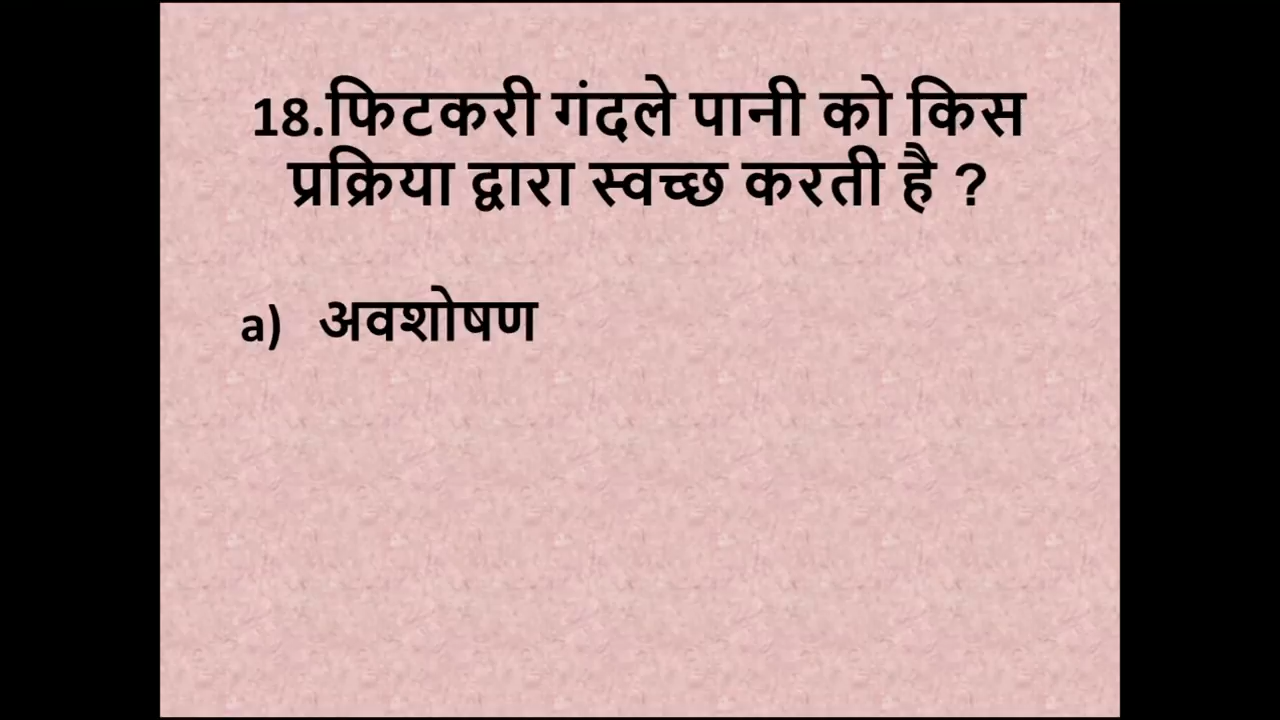 18.फिटकरी गंदले पानी को किस
प्रक्रिया द्वारा स्वच्छ करती है ?
a) अवशोषण